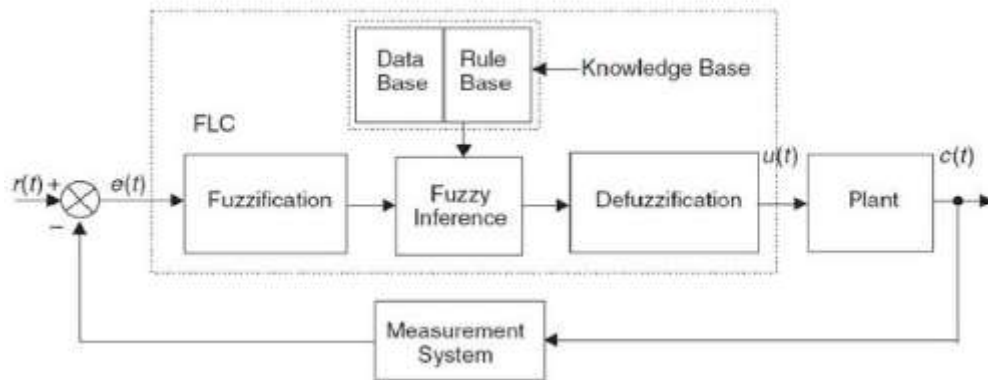 Data
Base
Rule
Base
Knowledge Base
FLC
r(t)
+
e(t)
−
Fuzzification
Fuzzy
Inference
Defuzzification
u(t)
Plant
c(t)
Measurement
System